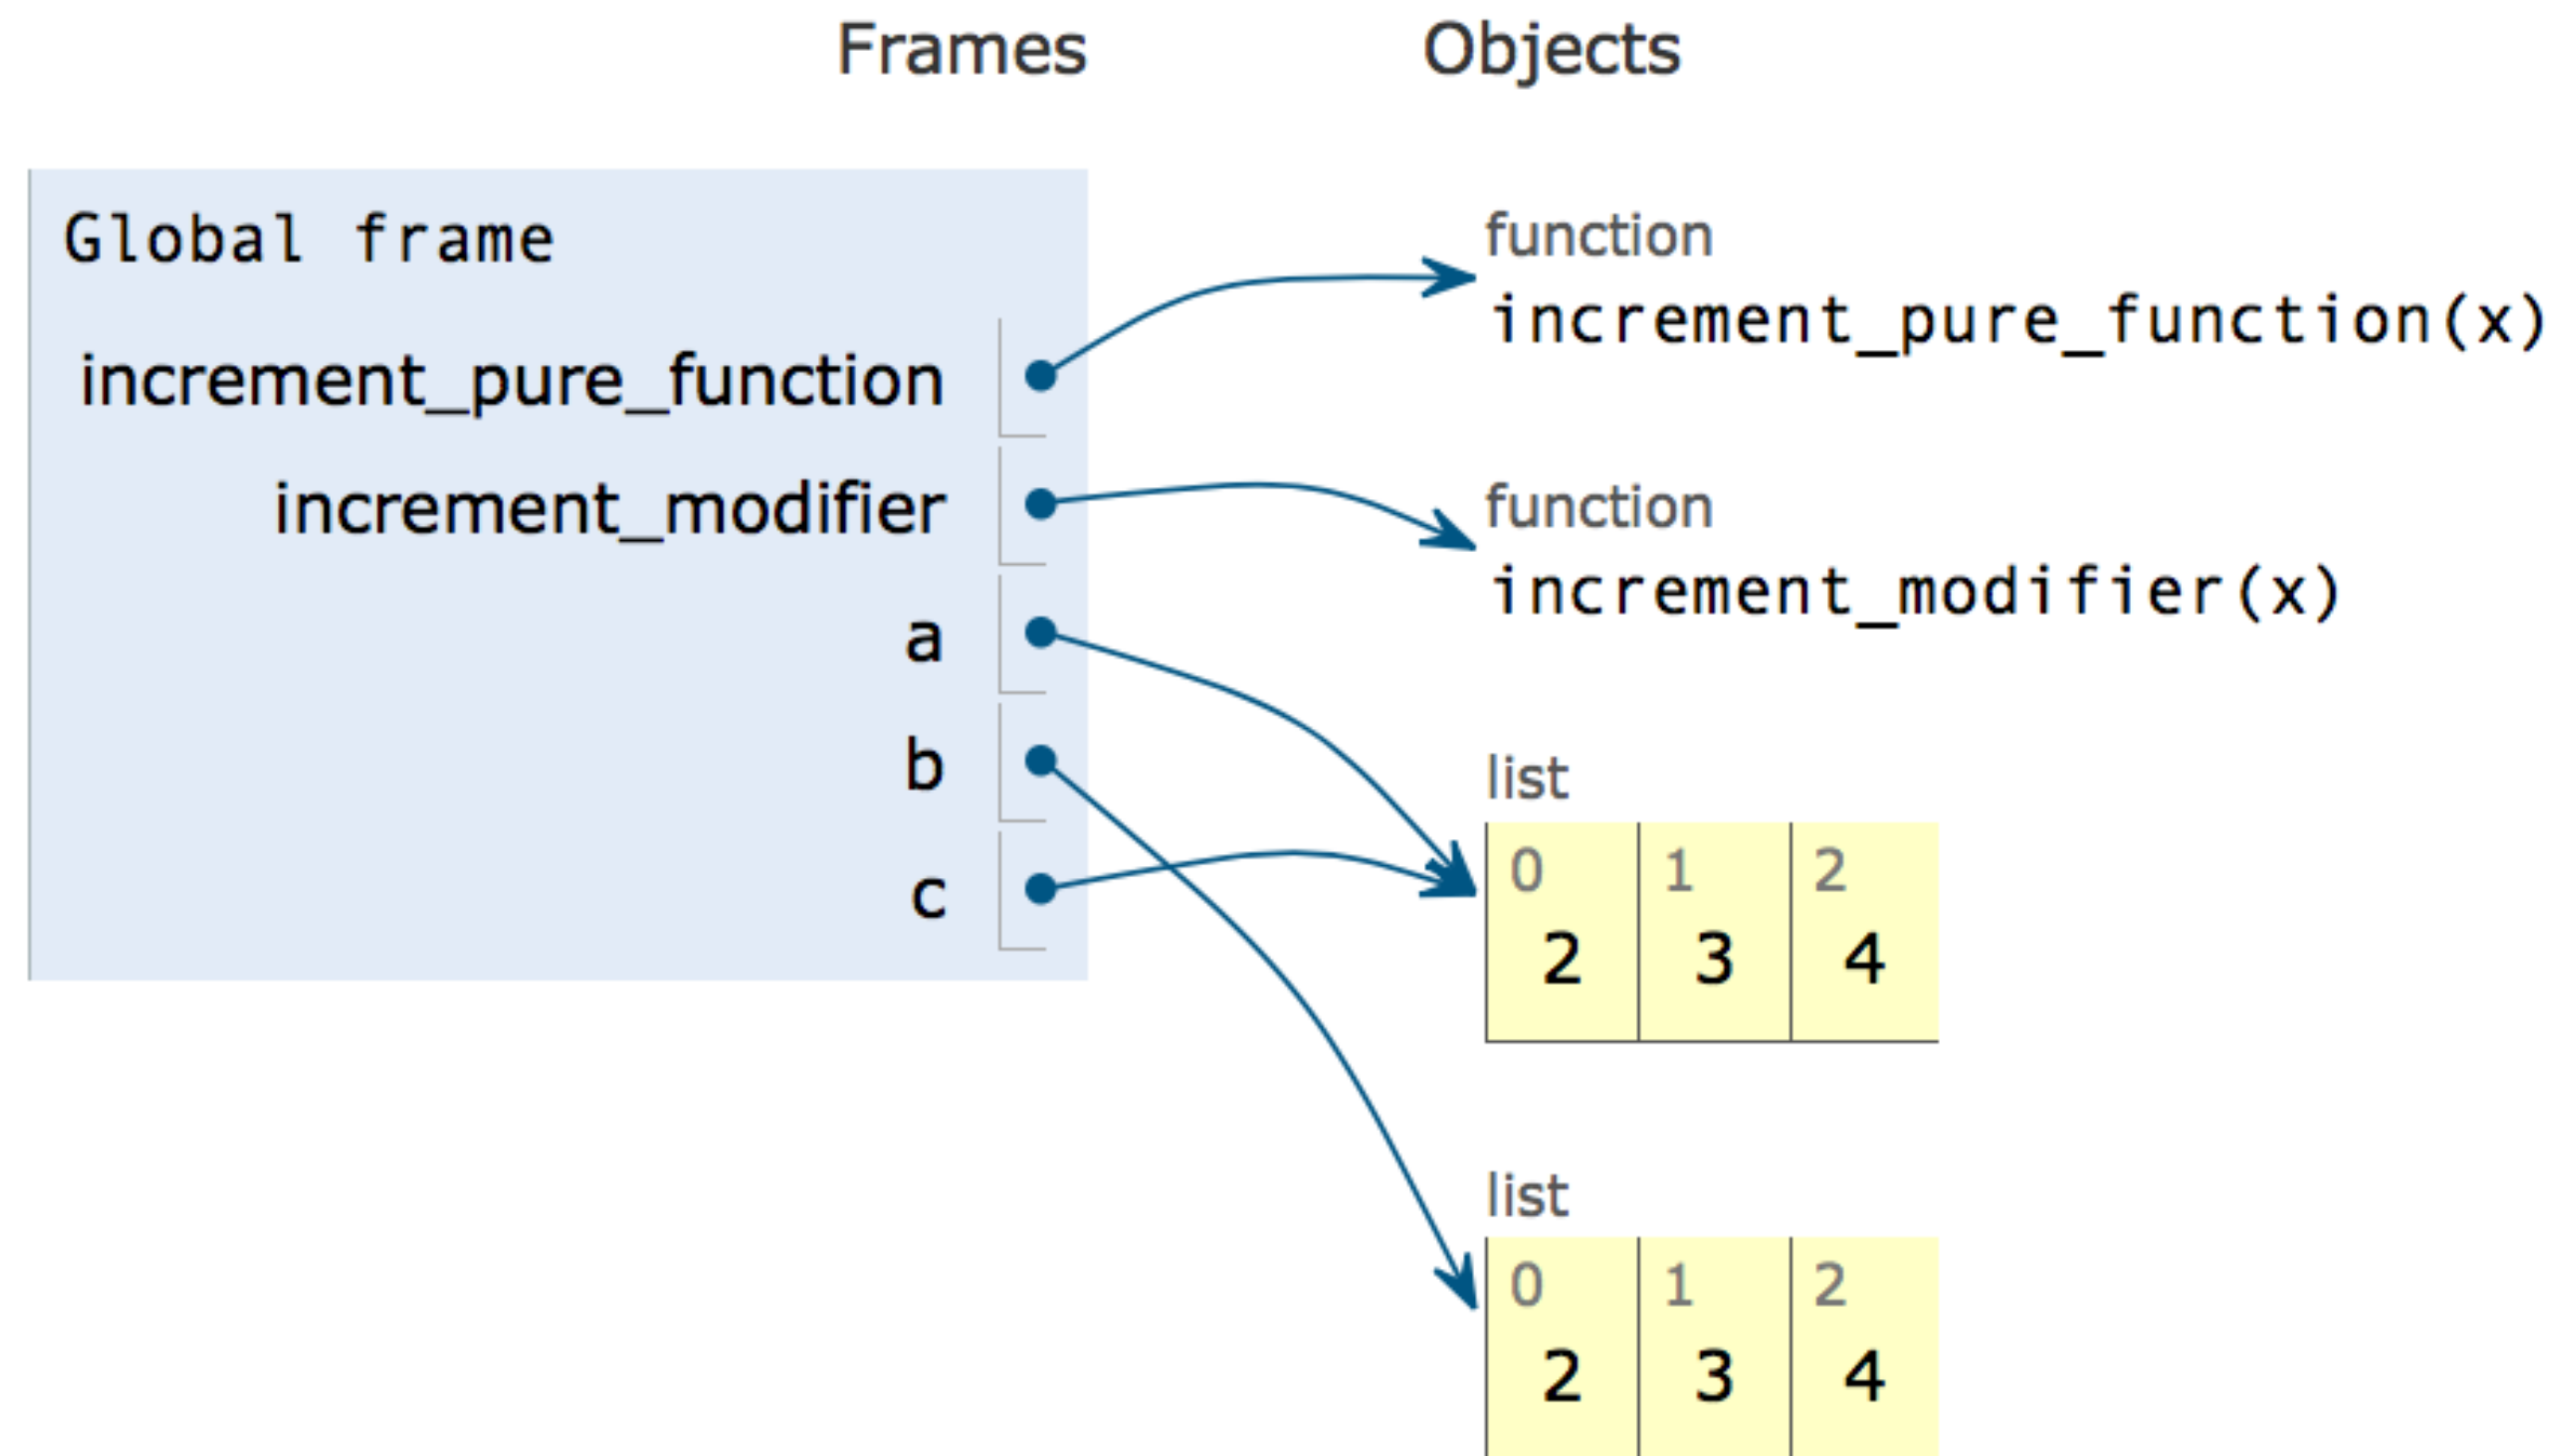 Frames Objects
Global frame
increment_pure_function
increment_modifier
a
b
c
function
increment_pure_function(x)
function
increment_modifier(x)
list
0 1 2
2 3 4
list
0 1 2
2 3 4